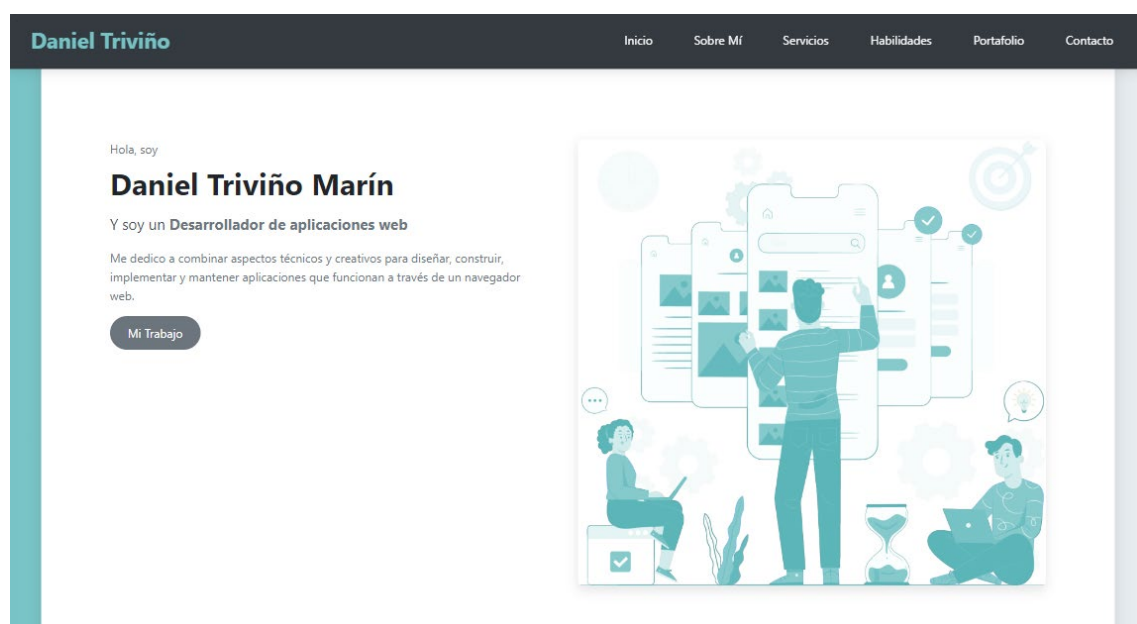 Daniel Triviño
Inicio Sobre Mí Servicios Habilidades Portafolio Contacto
Hola, soy
Daniel Triviño Marín
Y soy un Desarrollador de aplicaciones web
Me dedico a combinar aspectos técnicos y creativos para diseñar, construir,
implementar y mantener aplicaciones que funcionan a través de un navegador
web.
Mi Trabajo